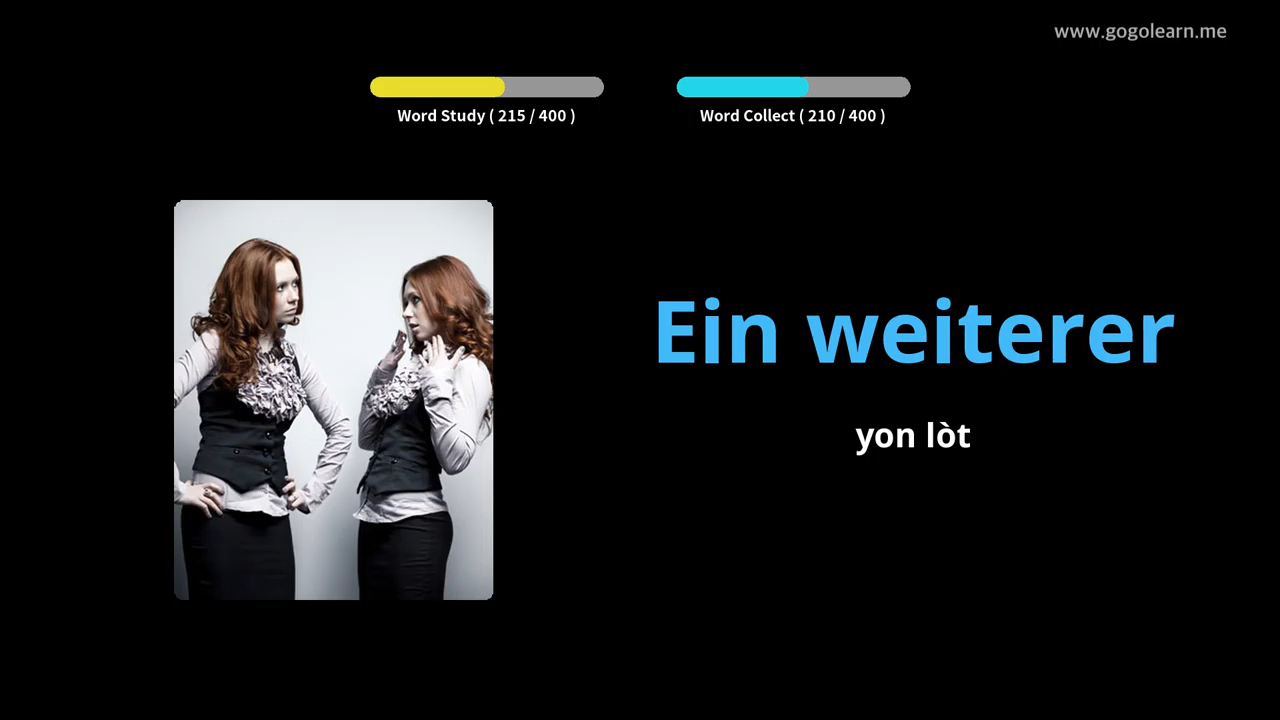 www.gogolearn.me
Word Study ( 215 / 400 )
Word Collect ( 210 / 400 )
Ein weiterer
yon lòt